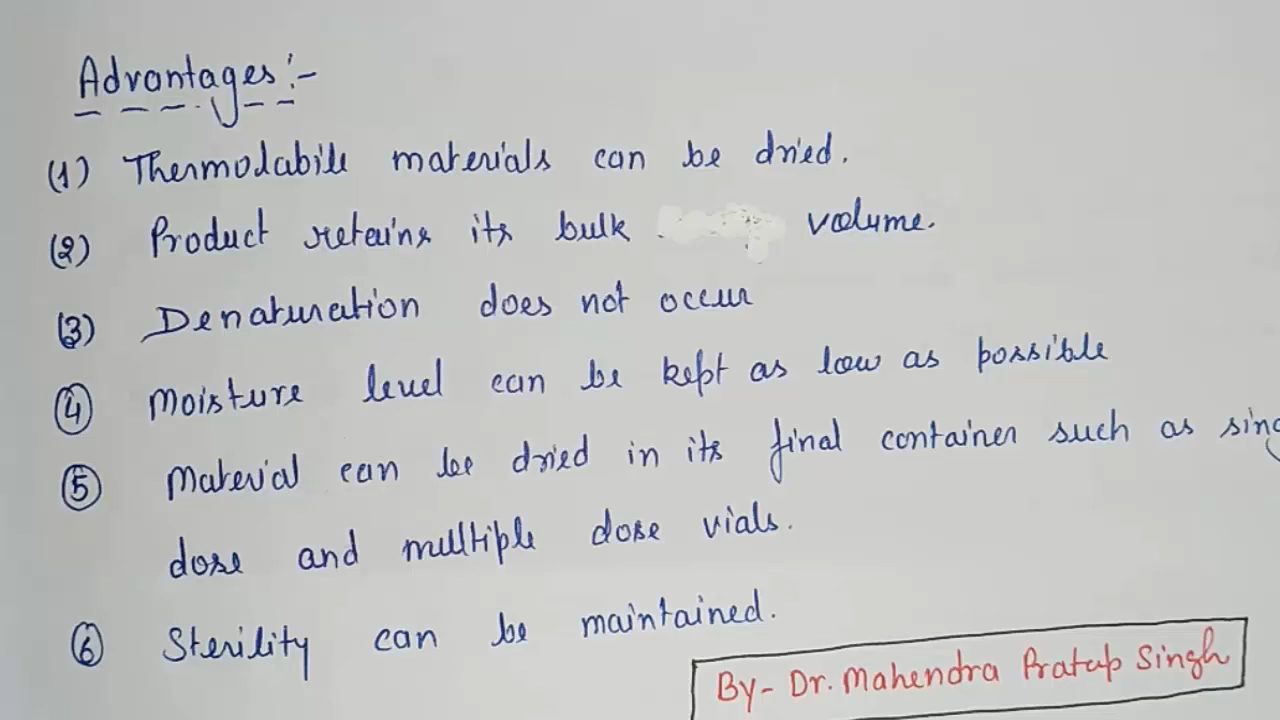 Advantages :-
(1) Thermolabile materials can be dried.
(2) Product retains its bulk volume.
(3) Denaturation does not occur
(4) Moisture level can be kept as low as possible
(5) Material can be dried in its final container such as sing
dose and multiple dose vials.
(6) Sterility can be maintained.
By- Dr. Mahendra Pratap Singh